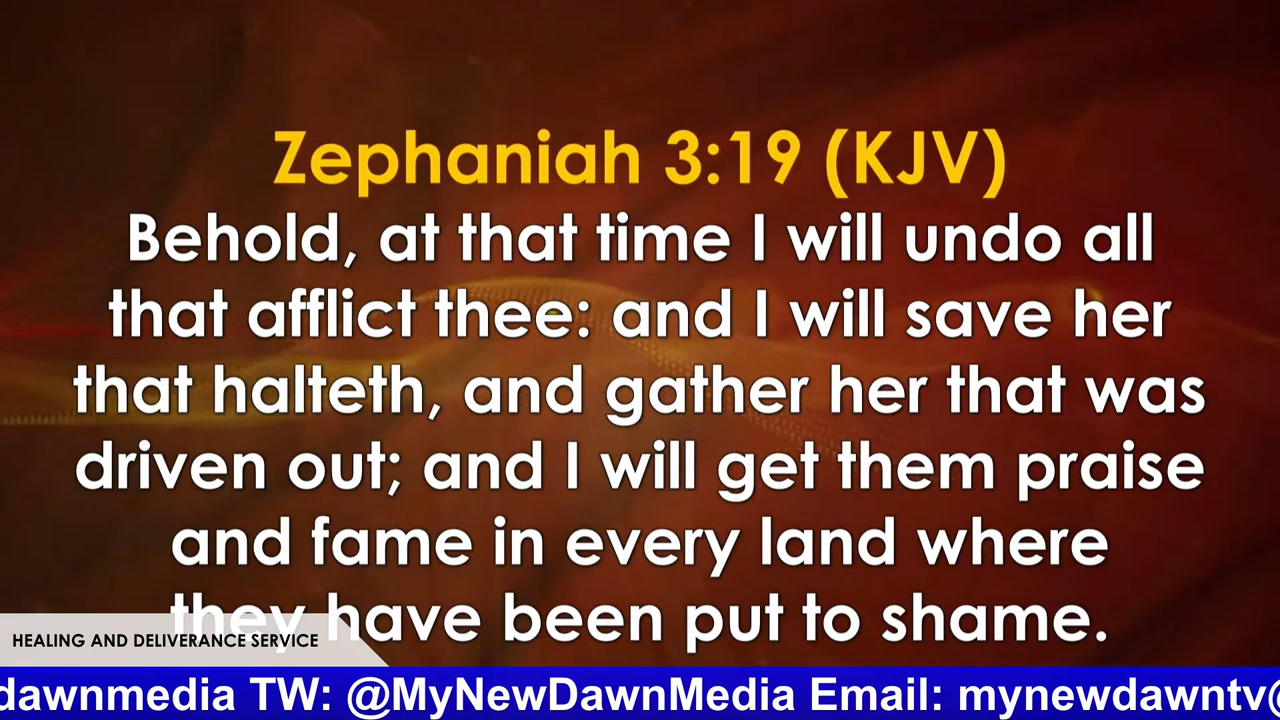 Zephaniah 3:19 (KJV)
Behold, at that time I will undo all
that afflict thee: and I will save her
that halteth, and gather her that was
driven out; and I will get them praise
and fame in every land where
they have been put to shame.
HEALING AND DELIVERANCE SERVICE
dawnmedia TW: @MyNewDawnMedia Email: mynewdawntv@